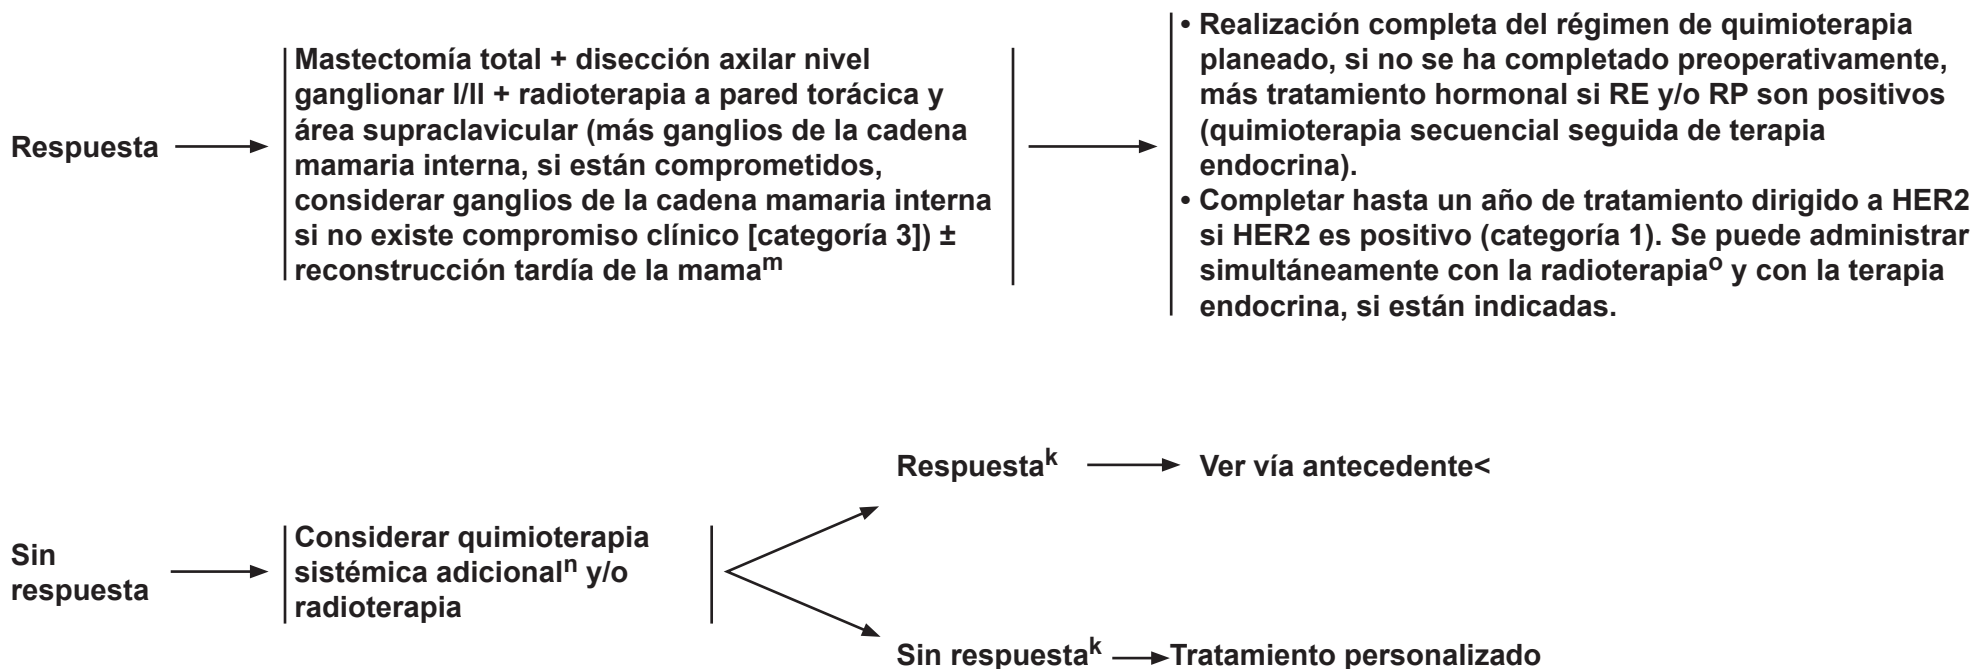 Respuesta
Mastectomía total + disección axilar nivel
ganglionar I/II + radioterapia a pared torácica y
área supraclavicular (más ganglios de la cadena
mamaria interna, si están comprometidos,
considerar ganglios de la cadena mamaria interna
si no existe compromiso clínico [categoría 3]) ±
reconstrucción tardía de la mamaᵐ
• Realización completa del régimen de quimioterapia
planeado, si no se ha completado preoperativamente,
más tratamiento hormonal si RE y/o RP son positivos
(quimioterapia secuencial seguida de terapia
endocrina).
• Completar hasta un año de tratamiento dirigido a HER2
si HER2 es positivo (categoría 1). Se puede administrar
simultáneamente con la radioterapiaᵒ y con la terapia
endocrina, si están indicadas.
Sin
respuesta
Considerar quimioterapia
sistémica adicionalⁿ y/o
radioterapia
Respuestaᵏ
Ver vía antecedente<
Sin respuestaᵏ
Tratamiento personalizado